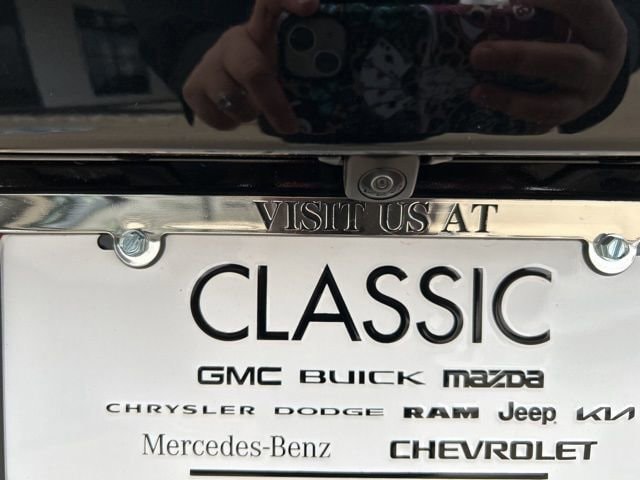 VISIT US AT
CLASSIC
GMC BUICK mazda
CHRYSLER DODGE RAM Jeep KIA
Mercedes-Benz CHEVROLET